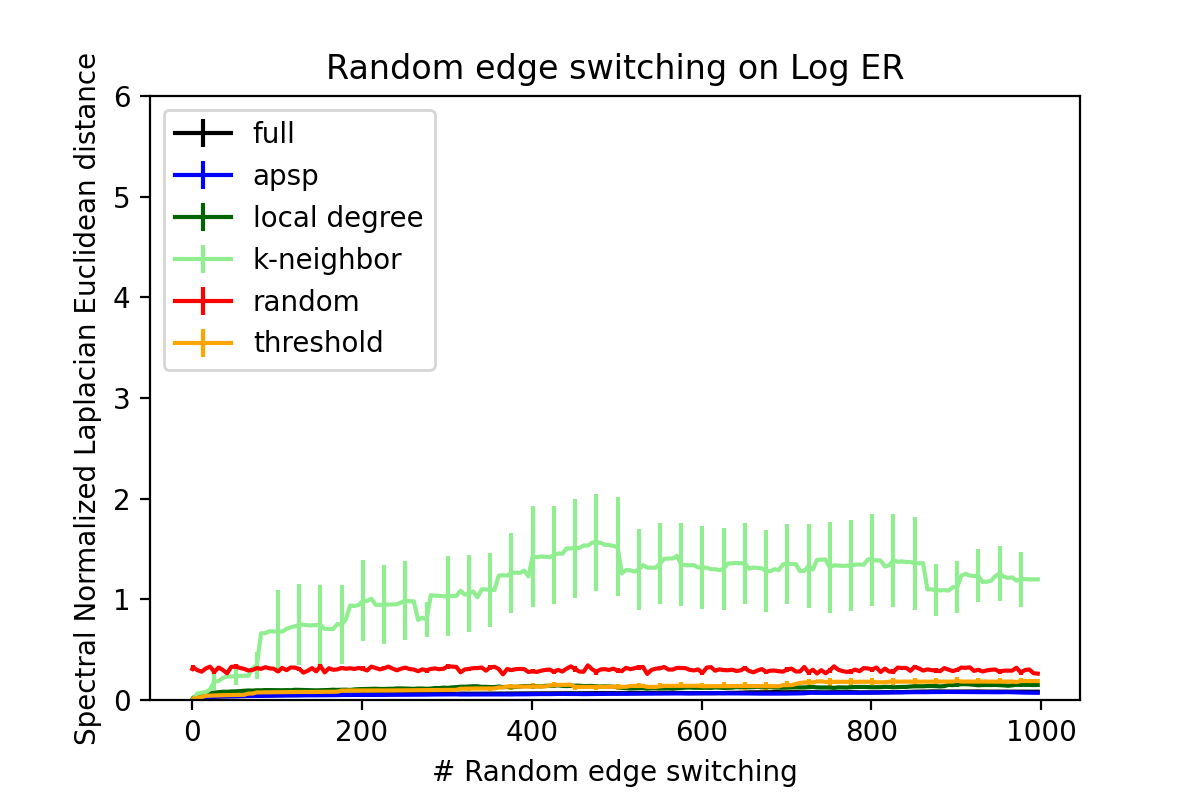 Random edge switching on Log ER
Spectral Normalized Laplacian Euclidean distance
6
5
4
3
2
1
0
full
apsp
local degree
k-neighbor
random
threshold
0 200 400 600 800 1000
# Random edge switching